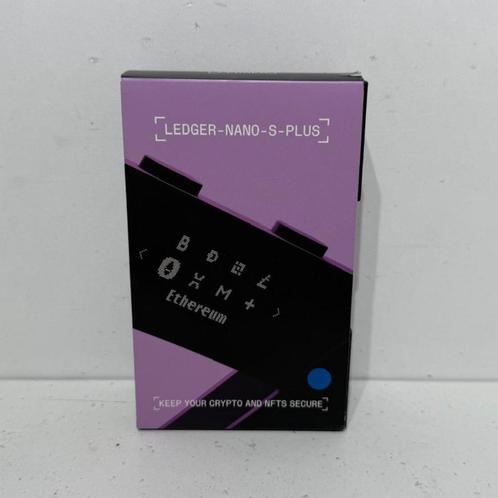 LEDGER-NANO-S-PLUS
Ethereum
KEEP YOUR CRYPTO AND NFTS SECURE